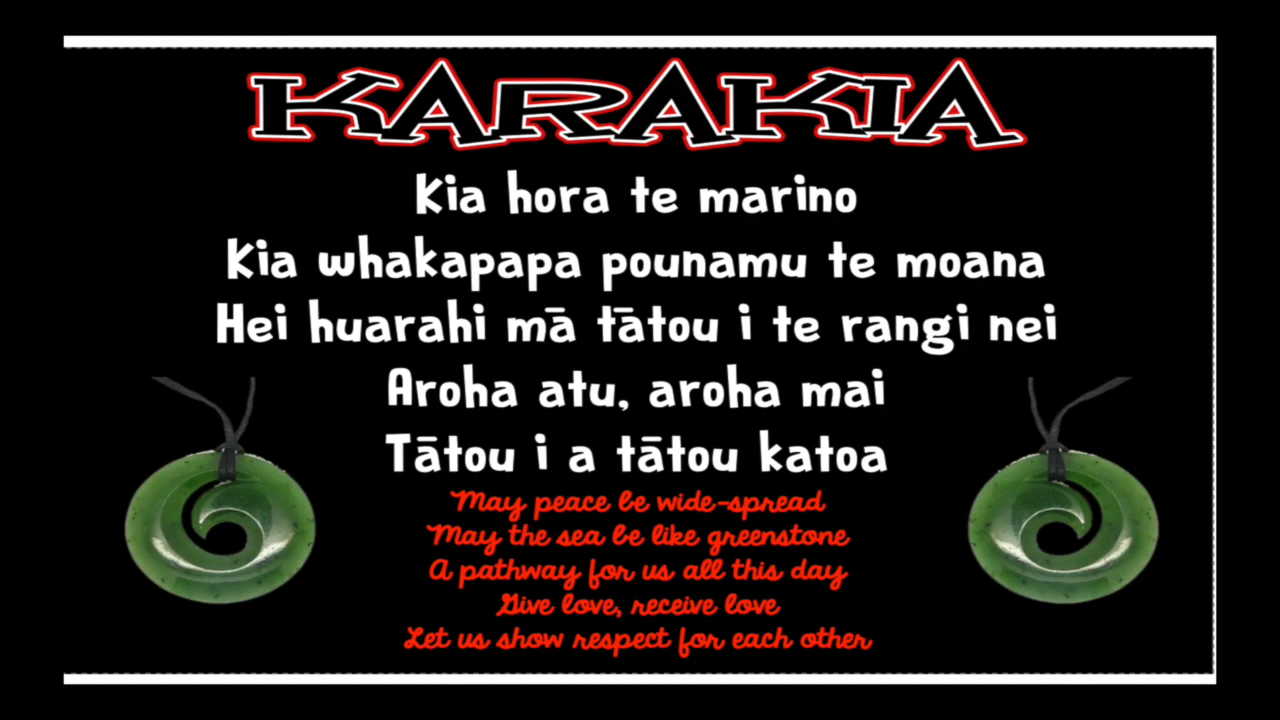 KARAKIA
Kia hora te marino
Kia whakapapa pounamu te moana
Hei huarahi mā tātou i te rangi nei
Aroha atu, aroha mai
Tātou i a tātou katoa
May peace be wide-spread
May the sea be like greenstone
A pathway for us all this day
Give love, receive love
Let us show respect for each other